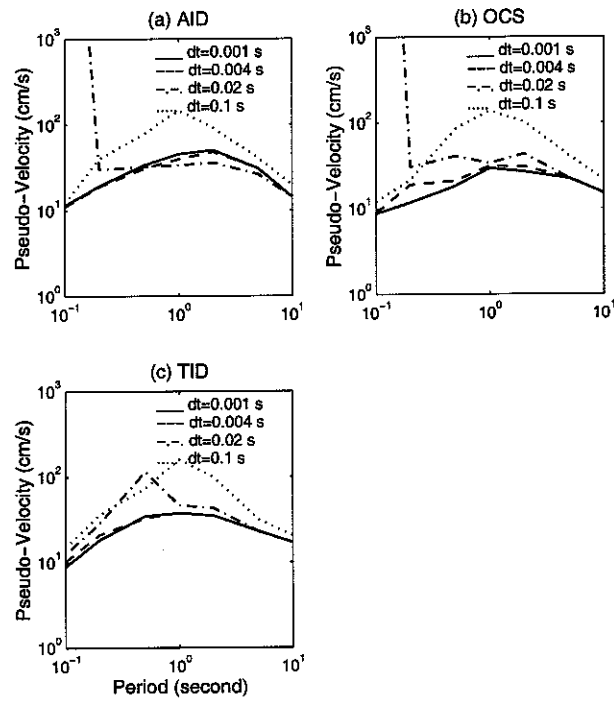 (a) AID
Pseudo-Velocity (cm/s)
10³
10²
10¹
10⁰
dt=0.001 s
dt=0.004 s
dt=0.02 s
dt=0.1 s
10⁻¹
10⁰
10¹
(b) OCS
Pseudo-Velocity (cm/s)
10³
10²
10¹
10⁰
dt=0.001 s
dt=0.004 s
dt=0.02 s
dt=0.1 s
10⁻¹
10⁰
10¹
(c) TID
Pseudo-Velocity (cm/s)
10³
10²
10¹
10⁰
dt=0.001 s
dt=0.004 s
dt=0.02 s
dt=0.1 s
10⁻¹
10⁰
10¹
Period (second)